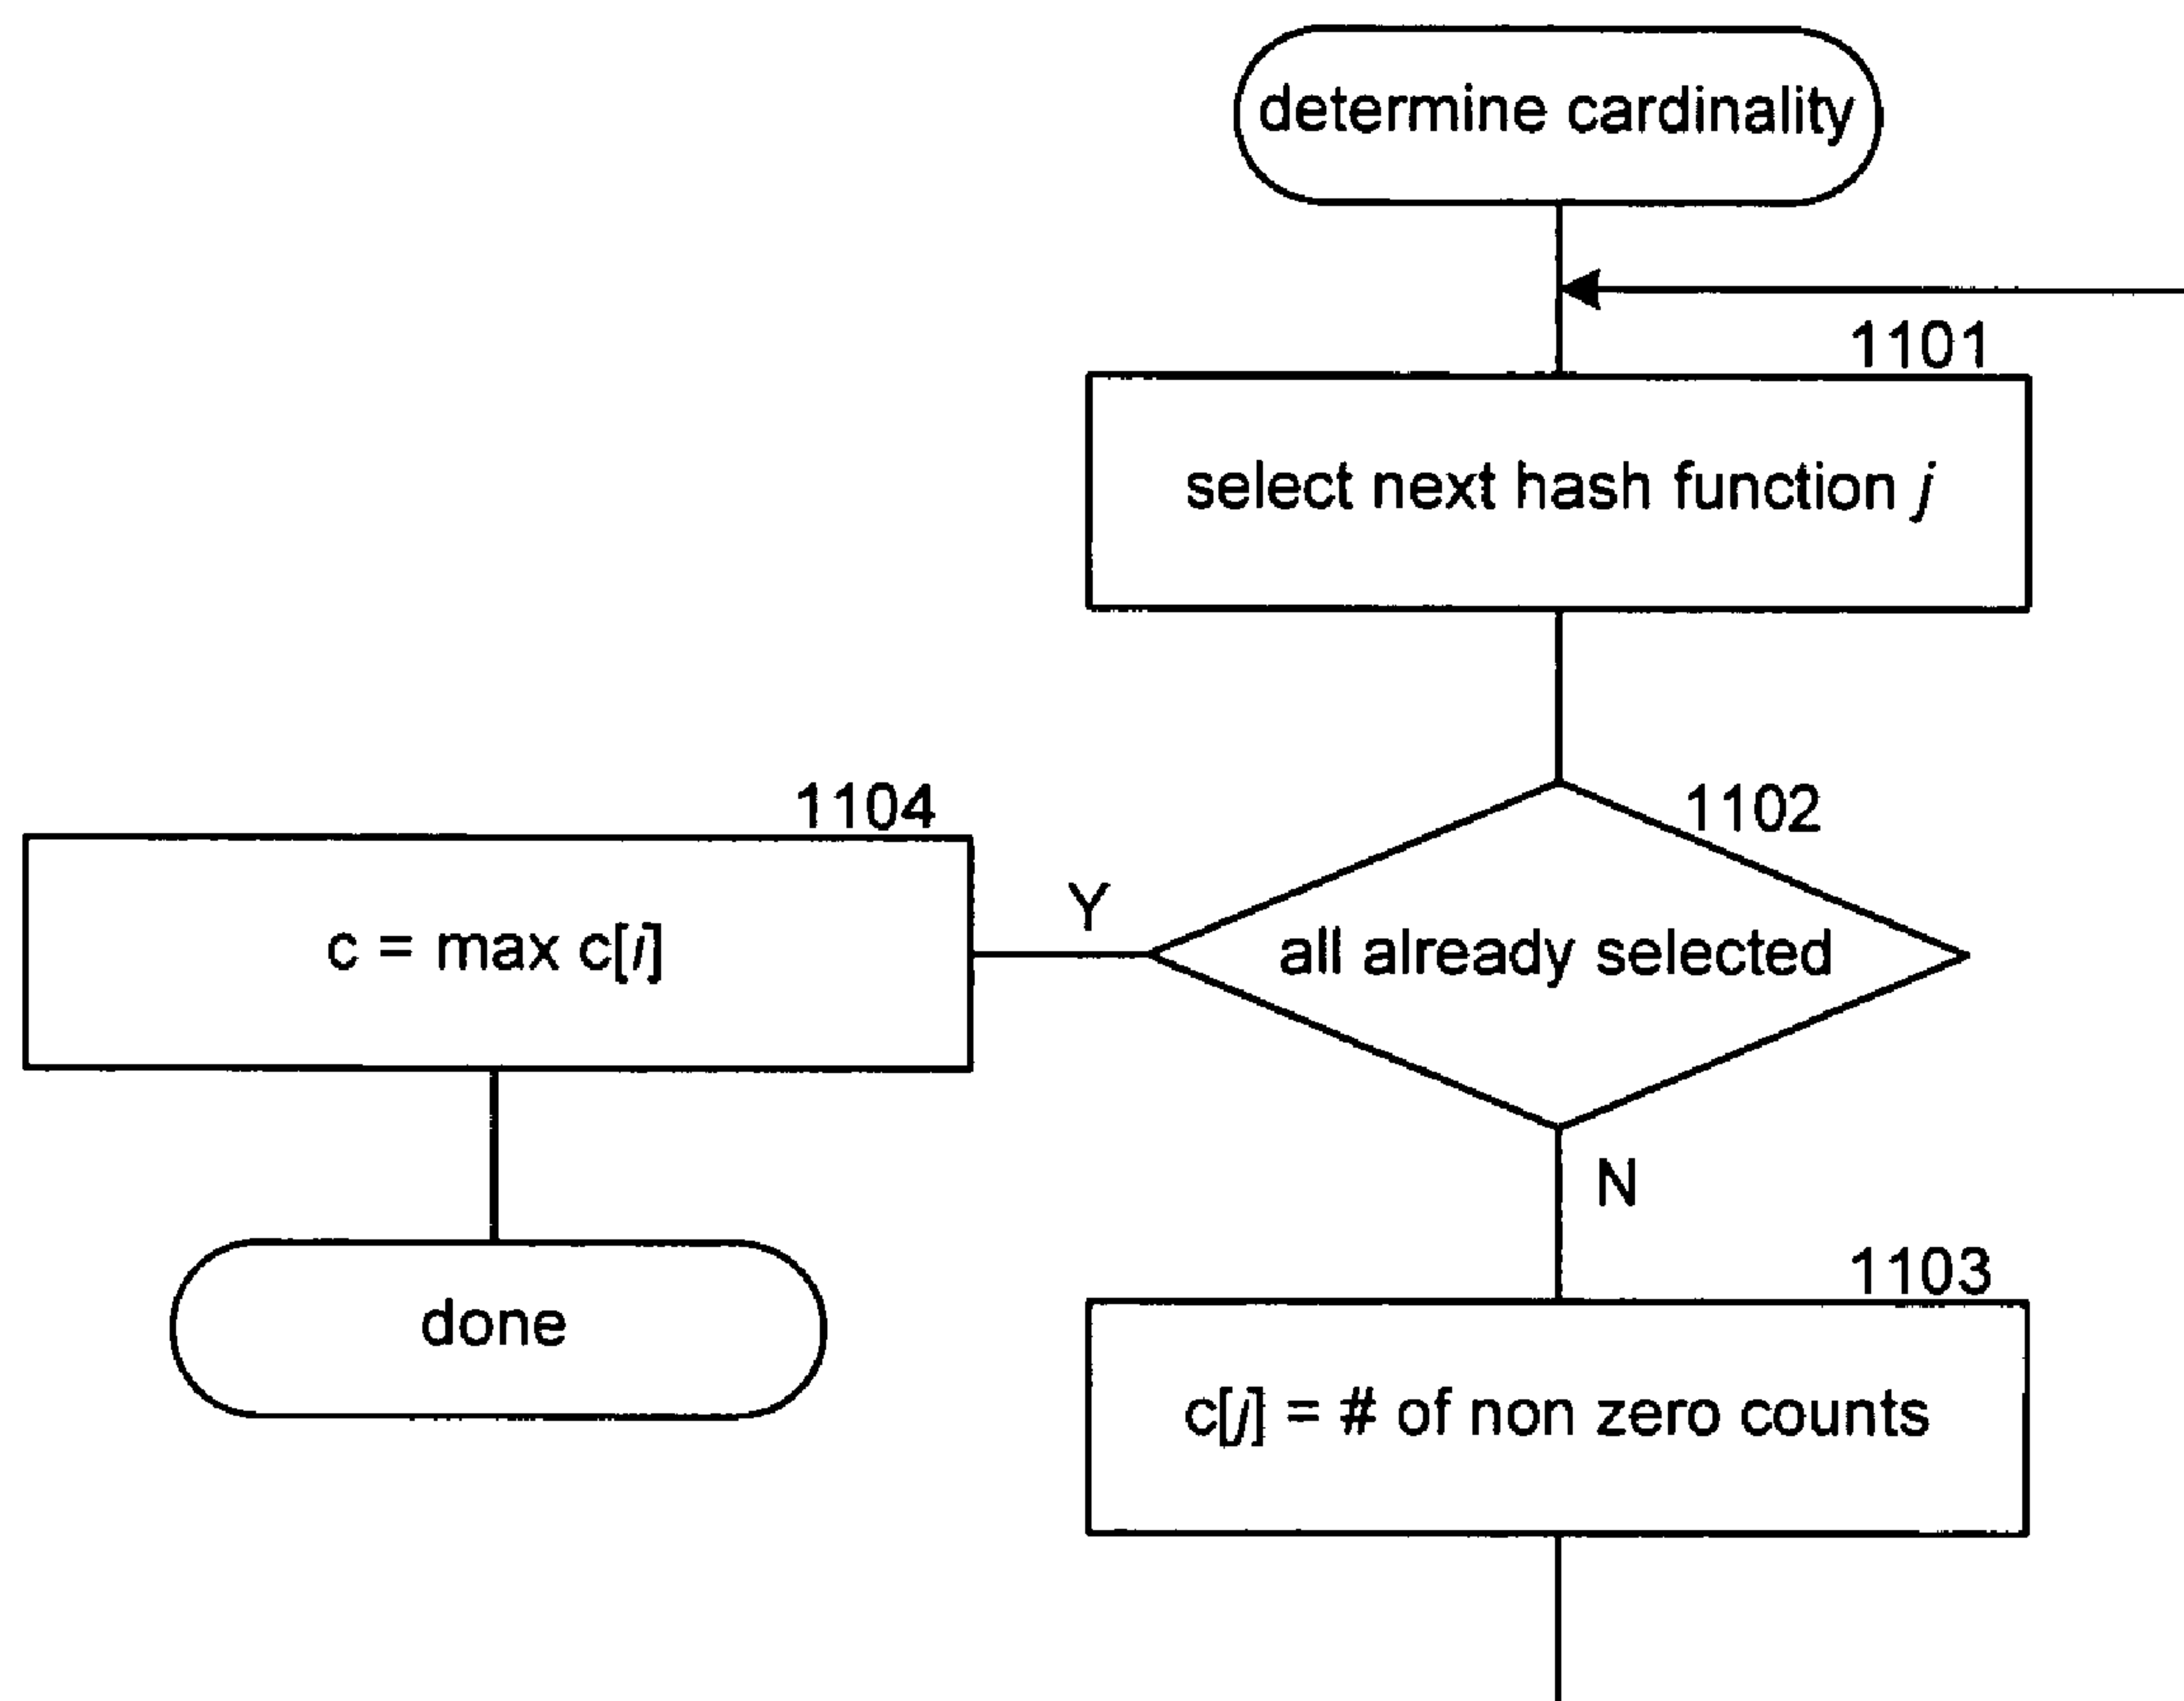 determine cardinality
1101
select next hash function j
1102
all already selected
Y
1104
c = max c[i]
done
N
1103
c[j] = # of non zero counts